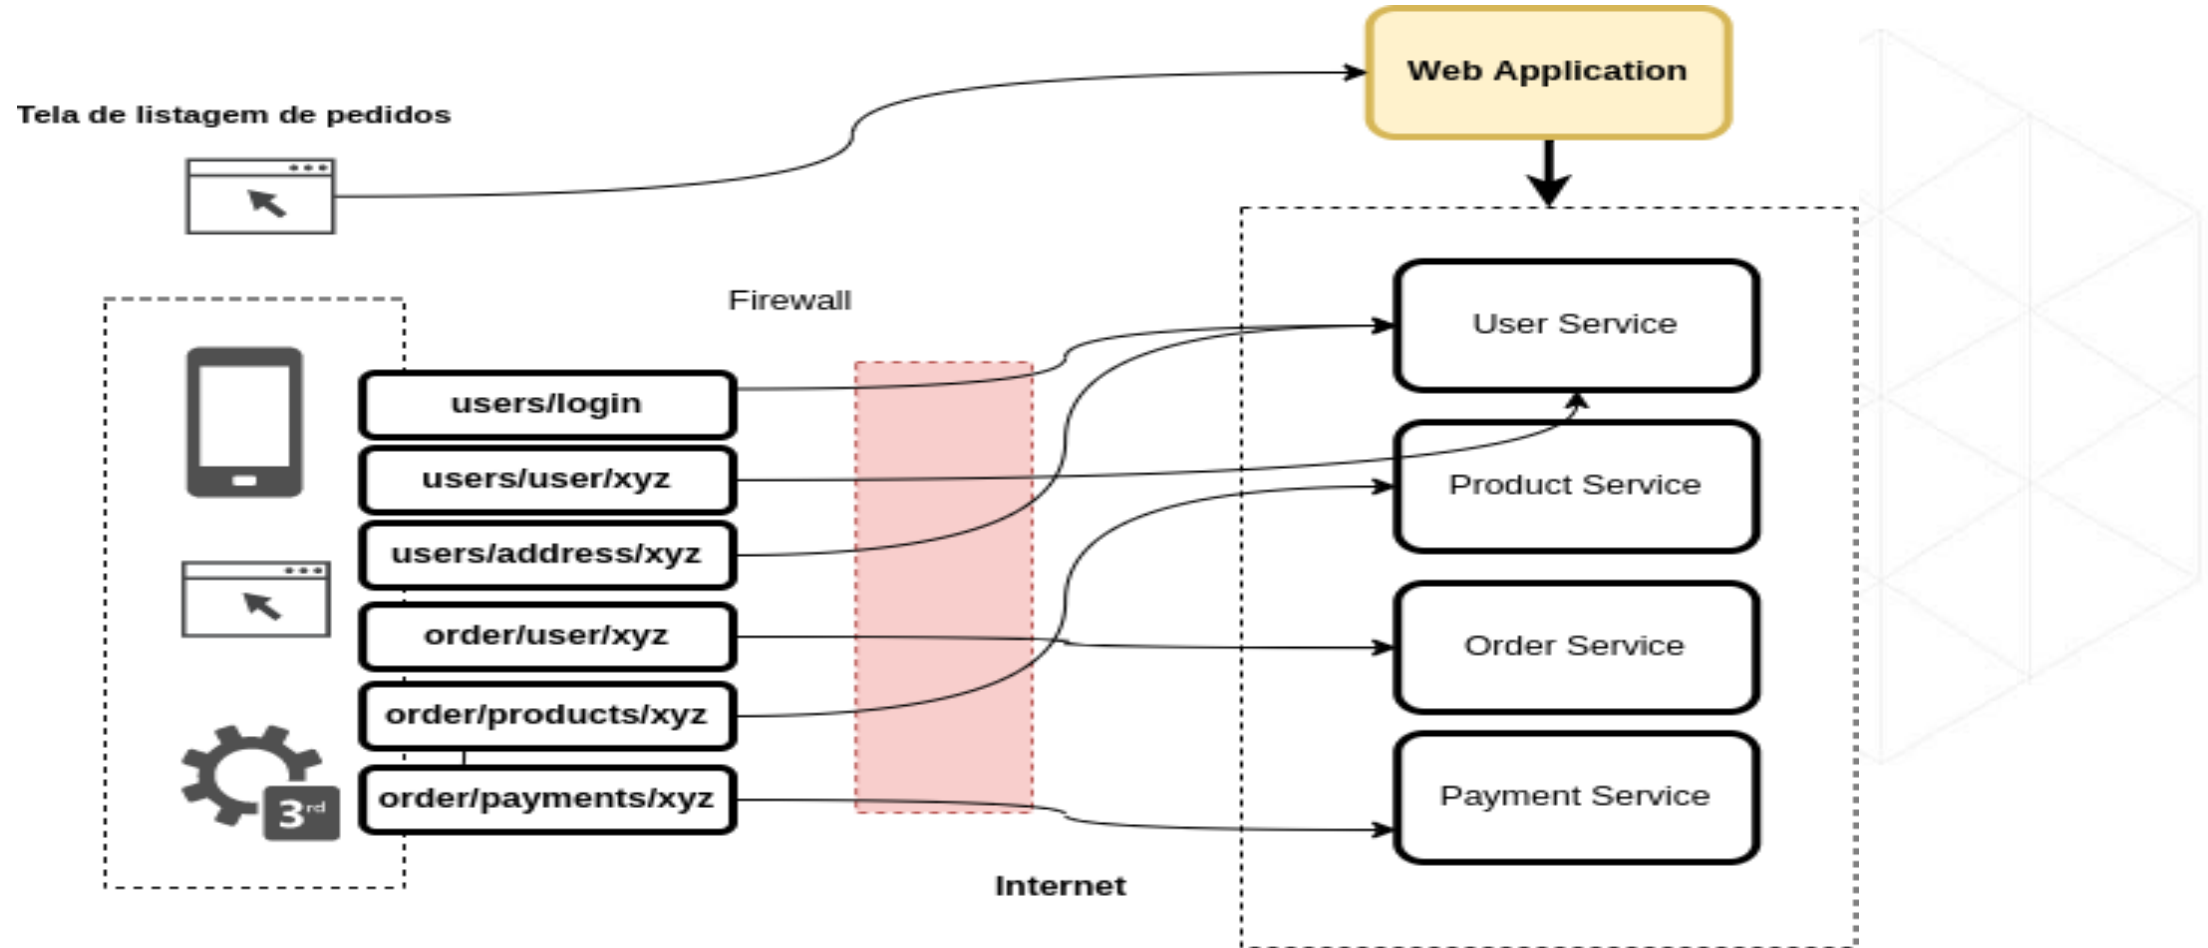 Web Application
Tela de listagem de pedidos
Firewall
User Service
users/login
users/user/xyz
Product Service
users/address/xyz
order/user/xyz
Order Service
order/products/xyz
order/payments/xyz
Payment Service
3rd
Internet